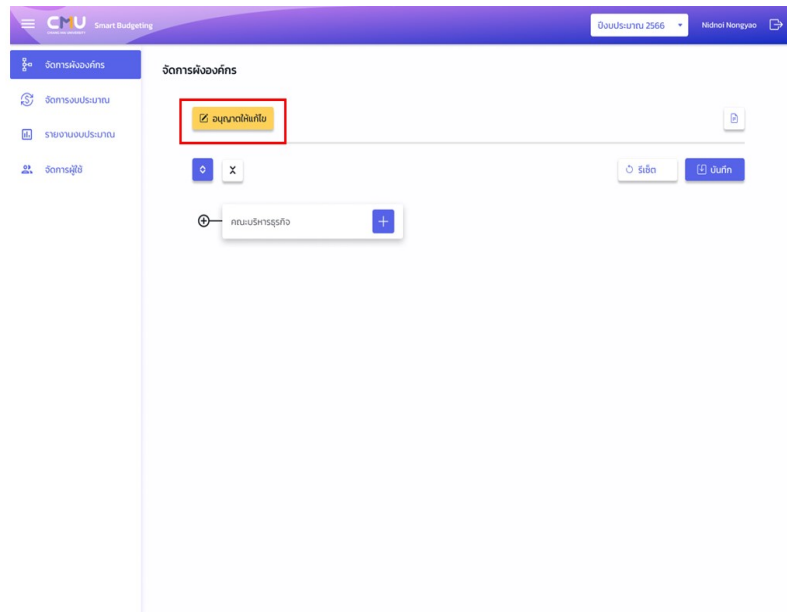 CMU Smart Budgeting
ปีงบประมาณ 2566
Nidnoi Nongyao
จัดการผังองค์กร
จัดการงบประมาณ
รายงานงบประมาณ
จัดการผู้ใช้
จัดการผังองค์กร
อนุญาตให้แก้ไข
รีเซ็ต
บันทึก
คณะบริหารธุรกิจ